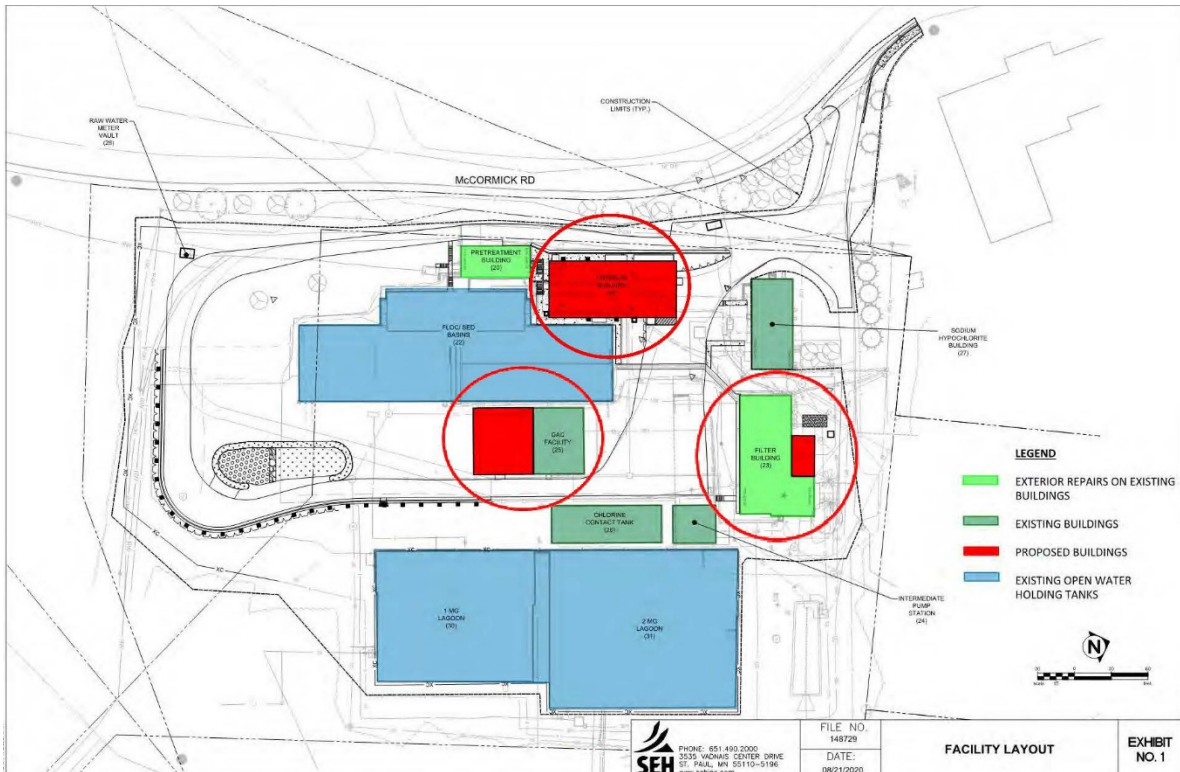 CONSTRUCTION
LIMITS (TYP.)
RAW WATER
METER
VAULT
McCORMICK RD
PRETREATMENT
BUILDING
(20)
BUILDING
FLOC/ SED
BASINS
(22)
SODIUM
HYPOCHLORITE
BUILDING
(27)
GAC
FACILITY
(25)
FILTER
BUILDING
(23)
CHLORINE
CONTACT TANK
INTERMEDIATE
PUMP
STATION
(24)
1 MG
LAGOON
(30)
2 MG
LAGOON
(31)
LEGEND
EXTERIOR REPAIRS ON EXISTING
BUILDINGS
EXISTING BUILDINGS
PROPOSED BUILDINGS
EXISTING OPEN WATER
HOLDING TANKS
N
SEH
PHONE: 651.490.2000
3535 VADNAIS CENTER DRIVE
ST. PAUL, MN 55110-5196
FILE NO.
148729
DATE:
08/21/2020
FACILITY LAYOUT
EXHIBIT
NO. 1